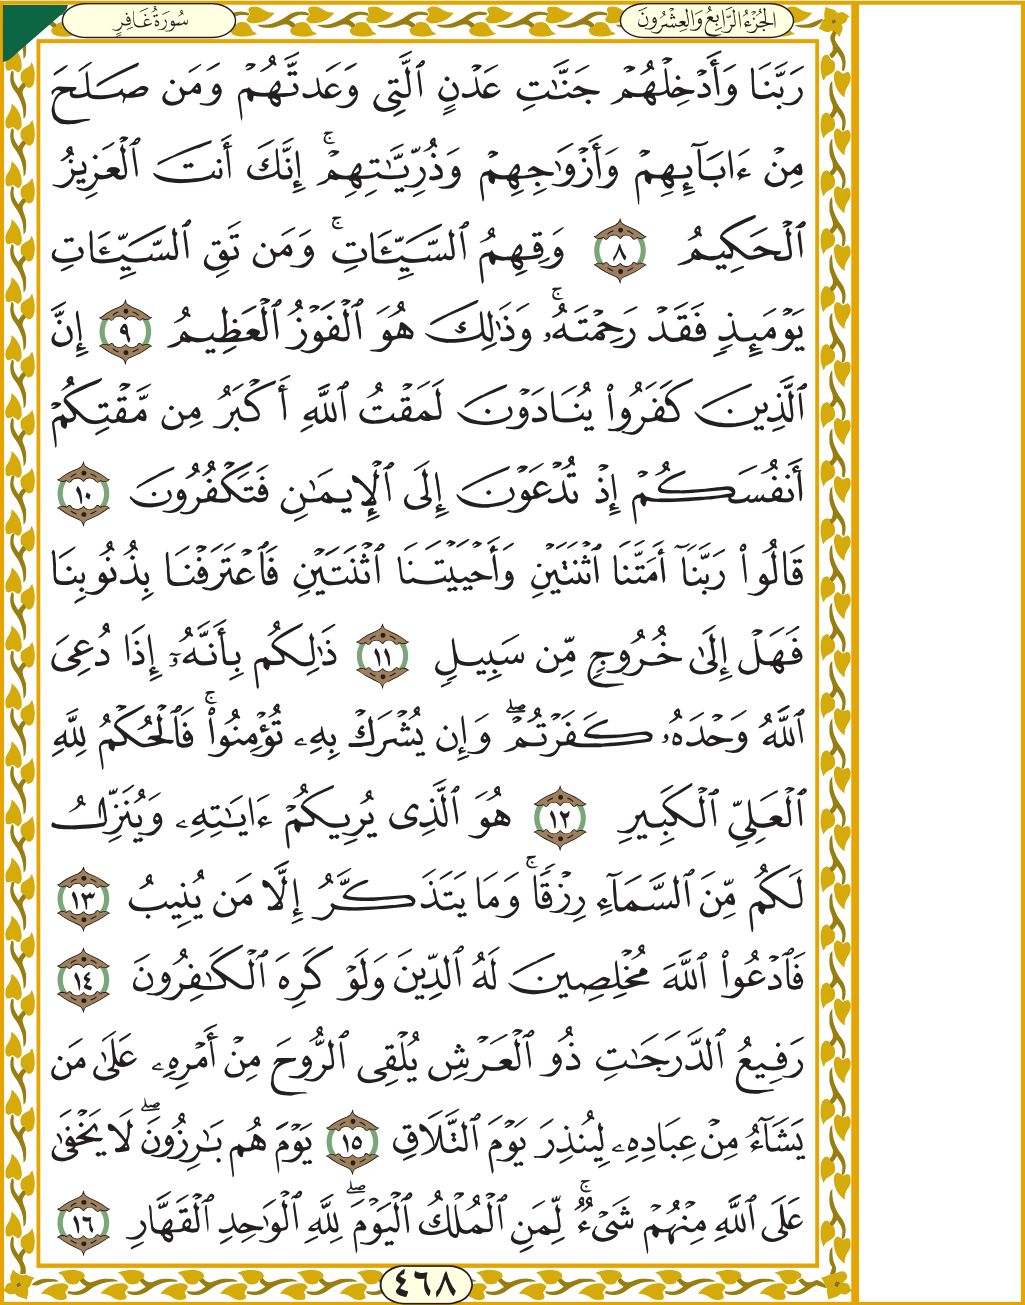 سُورَةُ غَافِرٍ
الجُزْءُ الرَّابِعُ وَالعِشْرُونَ
رَبَّنَا وَأَدۡخِلۡهُمۡ جَنَّـٰتِ عَدۡنٍ ٱلَّتِى وَعَدتَّهُمۡ وَمَن صَلَحَ
مِنۡ ءَابَآئِهِمۡ وَأَزۡوَٰجِهِمۡ وَذُرِّيَّـٰتِهِمۡۚ إِنَّكَ أَنتَ ٱلۡعَزِيزُ
ٱلۡحَكِيمُ ٨ وَقِهِمُ ٱلسَّيِّـَٔاتِۚ وَمَن تَقِ ٱلسَّيِّـَٔاتِ
يَوۡمَئِذٍ فَقَدۡ رَحِمۡتَهُۥۚ وَذَٰلِكَ هُوَ ٱلۡفَوۡزُ ٱلۡعَظِيمُ ٩ إِنَّ
ٱلَّذِينَ كَفَرُوا۟ يُنَادَوۡنَ لَمَقۡتُ ٱللَّهِ أَكۡبَرُ مِن مَّقۡتِكُمۡ
أَنفُسَكُمۡ إِذۡ تُدۡعَوۡنَ إِلَى ٱلۡإِيمَـٰنِ فَتَكۡفُرُونَ ١٠
قَالُوا۟ رَبَّنَآ أَمَتَّنَا ٱثۡنَتَيۡنِ وَأَحۡيَيۡتَنَا ٱثۡنَتَيۡنِ فَٱعۡتَرَفۡنَا بِذُنُوبِنَا
فَهَلۡ إِلَىٰ خُرُوجٍ مِّن سَبِيلٍ ١١ ذَٰلِكُم بِأَنَّهُۥٓ إِذَا دُعِىَ
ٱللَّهُ وَحۡدَهُۥ كَفَرۡتُمۡۖ وَإِن يُشۡرَكۡ بِهِۦ تُؤۡمِنُوا۟ۚ فَٱلۡحُكۡمُ لِلَّهِ
ٱلۡعَلِىِّ ٱلۡكَبِيرِ ١٢ هُوَ ٱلَّذِى يُرِيكُمۡ ءَايَـٰتِهِۦ وَيُنَزِّلُ
لَكُم مِّنَ ٱلسَّمَآءِ رِزۡقًاۚ وَمَا يَتَذَكَّرُ إِلَّا مَن يُنِيبُ ١٣
فَٱدۡعُوا۟ ٱللَّهَ مُخۡلِصِينَ لَهُ ٱلدِّينَ وَلَوۡ كَرِهَ ٱلۡكَـٰفِرُونَ ١٤
رَفِيعُ ٱلدَّرَجَـٰتِ ذُو ٱلۡعَرۡشِ يُلۡقِى ٱلرُّوحَ مِنۡ أَمۡرِهِۦ عَلَىٰ مَن
يَشَآءُ مِنۡ عِبَادِهِۦ لِيُنذِرَ يَوۡمَ ٱلتَّلَاقِ ١٥ يَوۡمَ هُم بَـٰرِزُونَۖ لَا يَخۡفَىٰ
عَلَى ٱللَّهِ مِنۡهُمۡ شَىۡءٌۚ لِّمَنِ ٱلۡمُلۡكُ ٱلۡيَوۡمَۖ لِلَّهِ ٱلۡوَٰحِدِ ٱلۡقَهَّارِ ١٦
٤٦٨